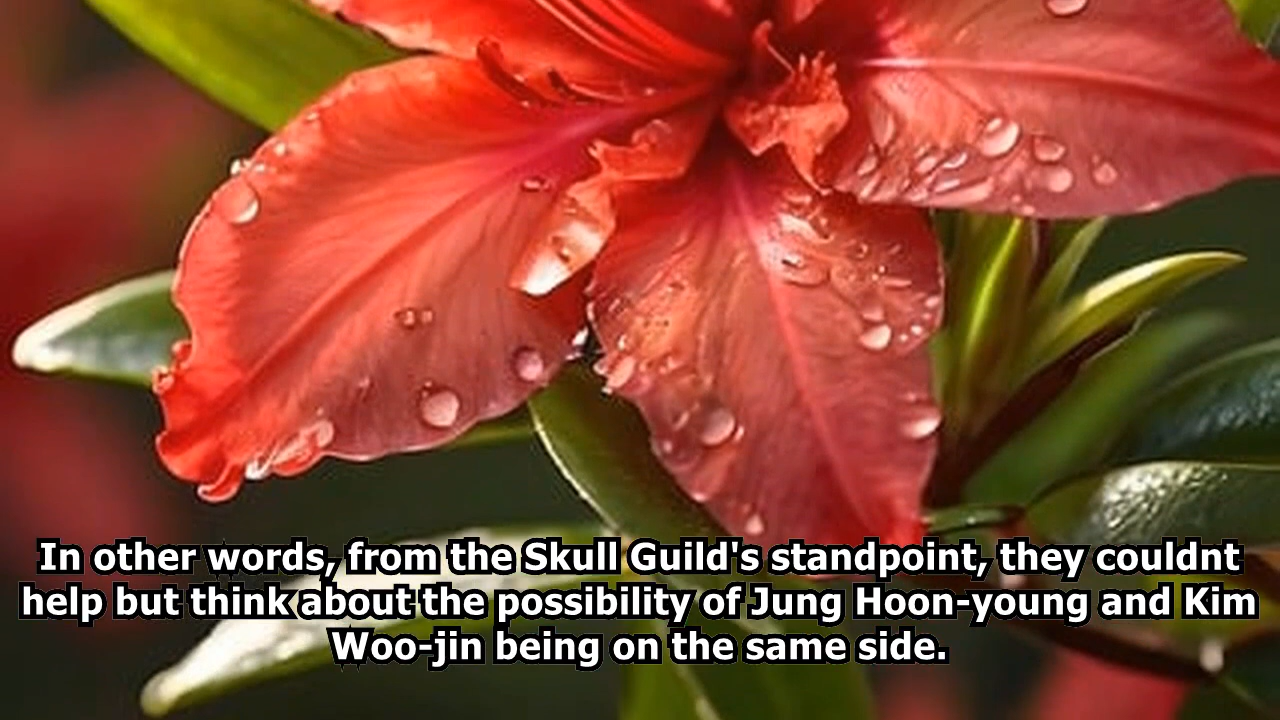 In other words, from the Skull Guild's standpoint, they couldnt
help but think about the possibility of Jung Hoon-young and Kim
Woo-jin being on the same side.